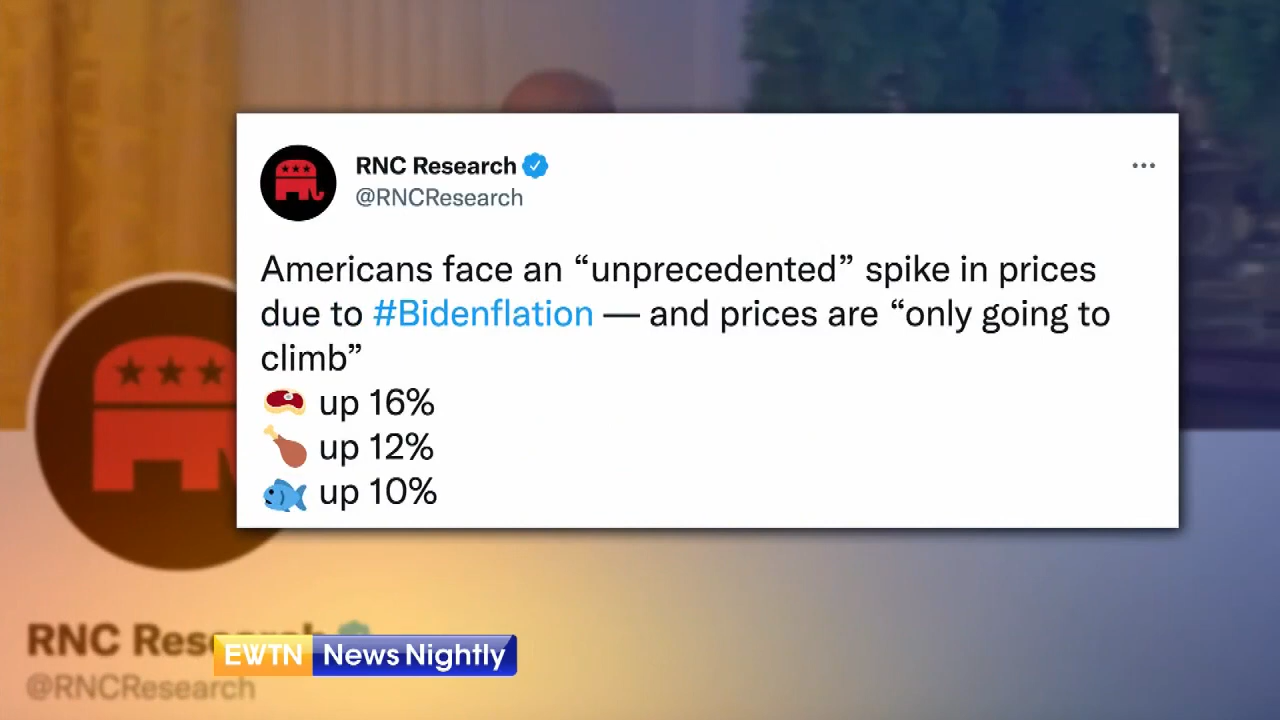 RNC Research
@RNCResearch
Americans face an “unprecedented” spike in prices
due to #Bidenflation — and prices are “only going to
climb”
🥩 up 16%
🍗 up 12%
🐟 up 10%
RNC Research
@RNCResearch
EWTN News Nightly